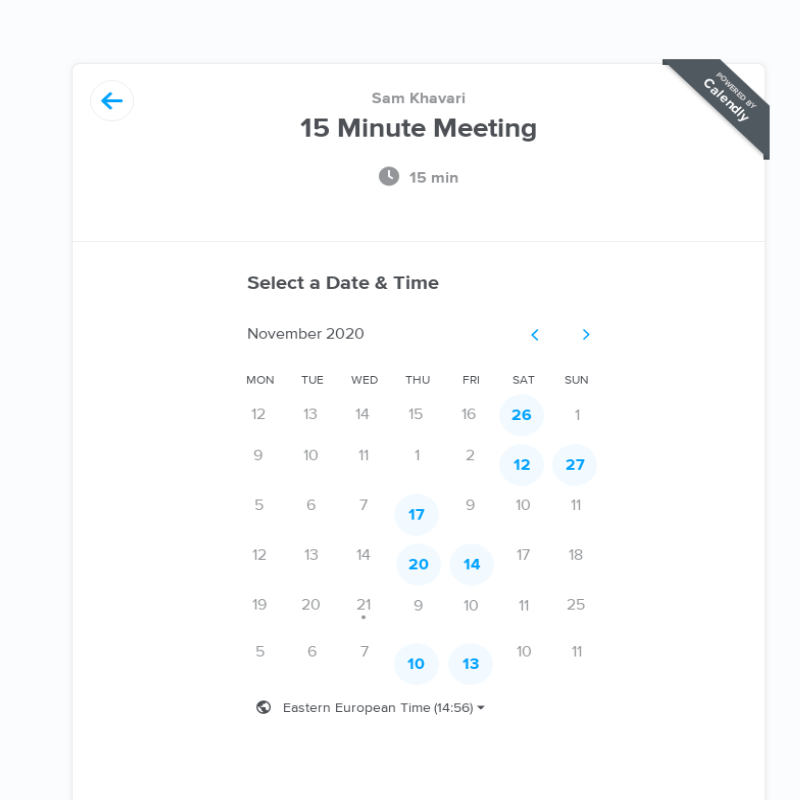 POWERED BY
Calendly
Sam Khavari
15 Minute Meeting
15 min
Select a Date & Time
November 2020
MON TUE WED THU FRI SAT SUN
12 13 14 15 16 26 1
9 10 11 1 2 12 27
5 6 7 17 9 10 11
12 13 14 20 14 17 18
19 20 21 9 10 11 25
5 6 7 10 13 10 11
Eastern European Time (14:56)